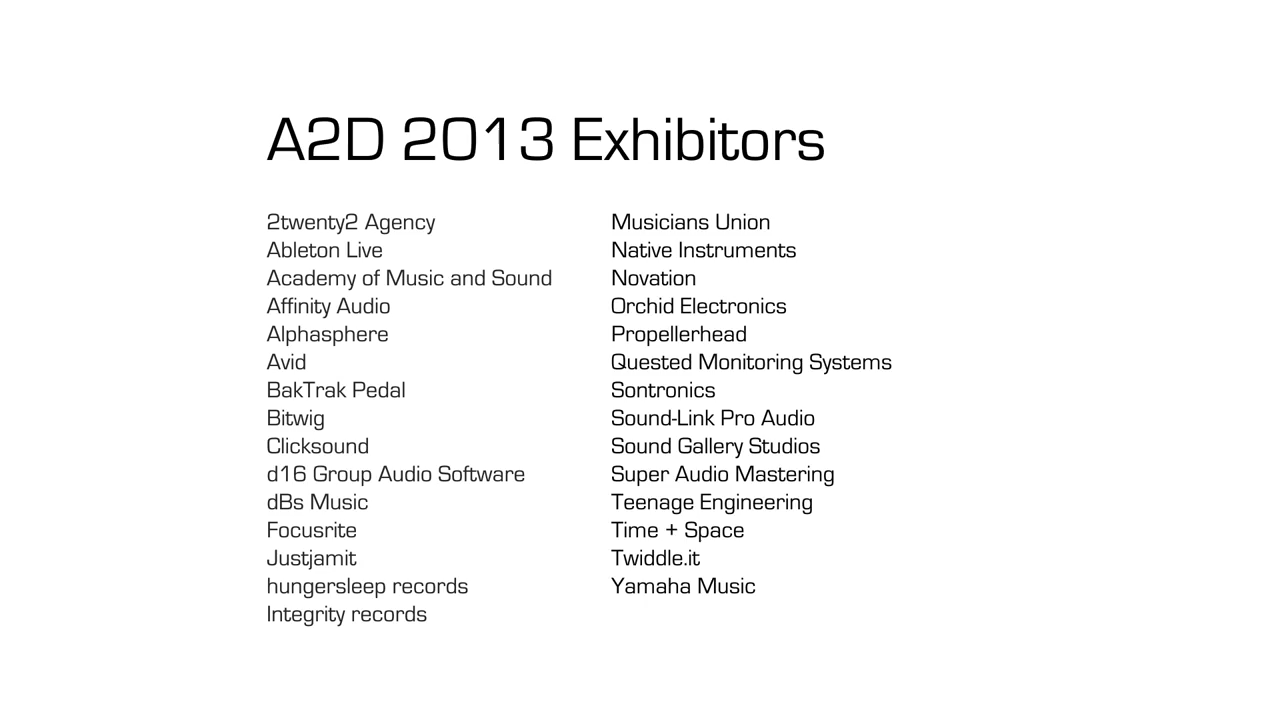 A2D 2013 Exhibitors
2twenty2 Agency
Ableton Live
Academy of Music and Sound
Affinity Audio
Alphasphere
Avid
BakTrak Pedal
Bitwig
Clicksound
d16 Group Audio Software
dBs Music
Focusrite
Justjamit
hungersleep records
Integrity records
Musicians Union
Native Instruments
Novation
Orchid Electronics
Propellerhead
Quested Monitoring Systems
Sontronics
Sound-Link Pro Audio
Sound Gallery Studios
Super Audio Mastering
Teenage Engineering
Time + Space
Twiddle.it
Yamaha Music